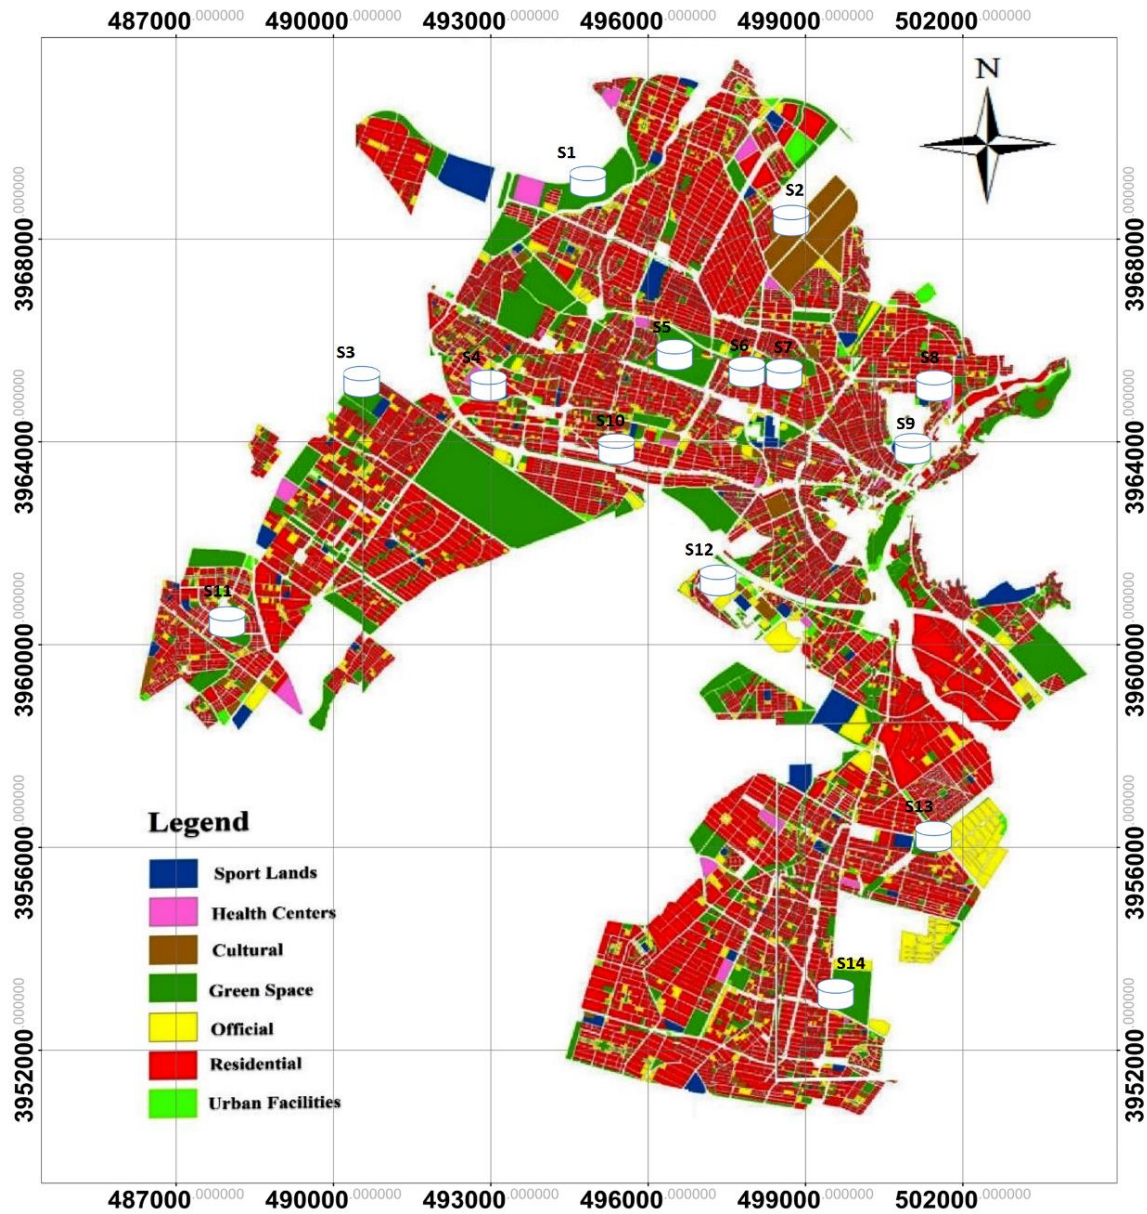 487000.000000 490000.000000 493000.000000 496000.000000 499000.000000 502000.000000
N
S1
S2
3968000.000000 3968000.000000
S5
S3
S6 S7
S4
S8
S10
S9
3964000.000000 3964000.000000
S12
S11
3960000.000000 3960000.000000
S13
Legend
3956000.000000 3956000.000000
Sport Lands
Health Centers
Cultural
S14
Green Space
Official
3952000.000000 3952000.000000
Residential
Urban Facilities
487000.000000 490000.000000 493000.000000 496000.000000 499000.000000 502000.000000